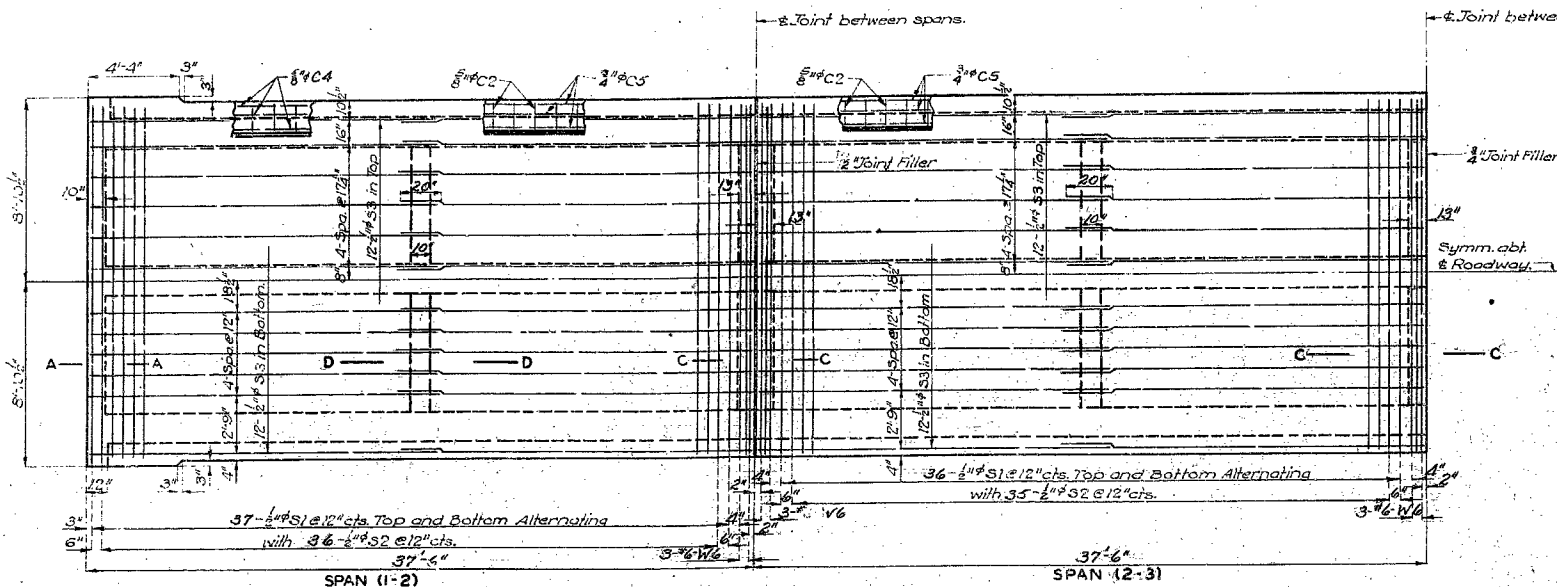 ℄ Joint between spans.
℄ Joint betwe
4'-4"
3"
3"
5/8"ϕC4
5/8"ϕC2
3/4"ϕC5
5/8"ϕC2
3/4"ϕC5
10 1/2"
16"
10 1/2"
16"
1/2" Joint Filler
3/4" Joint Filler
8'-10 1/2"
10"
20"
10"
4-Spa. @ 17 1/4"
8"
12-1/2"ϕ S3 in Top
13"
13"
20"
10"
4-Spa. @ 17 1/4"
8"
12-1/2"ϕ S3 in Top
13"
Symm. abt.
℄ Roadway.
8'-10 1/2"
18 1/2"
4-Spa @ 12"
2'-9"
4"
12-1/2"ϕ S3 in Bottom.
18 1/2"
4-Spa @ 12"
2'-9"
4"
12-1/2"ϕ S3 in Bottom
A
A
D
D
C
C
C
C
12"
3"
3"
2"
4"
6"
36-1/2"ϕ S1 @ 12" cts. Top and Bottom Alternating
with 35-1/2"ϕ S2 @ 12" cts.
4"
2"
6"
3-#6-W6
3"
37-1/2"ϕ S1 @ 12" cts. Top and Bottom Alternating
4"
2"
3-#
V6
6"
with 36-1/2"ϕ S2 @ 12" cts.
6"
3-#6-W6
37'-6"
37'-6"
SPAN (1-2)
SPAN (2-3)